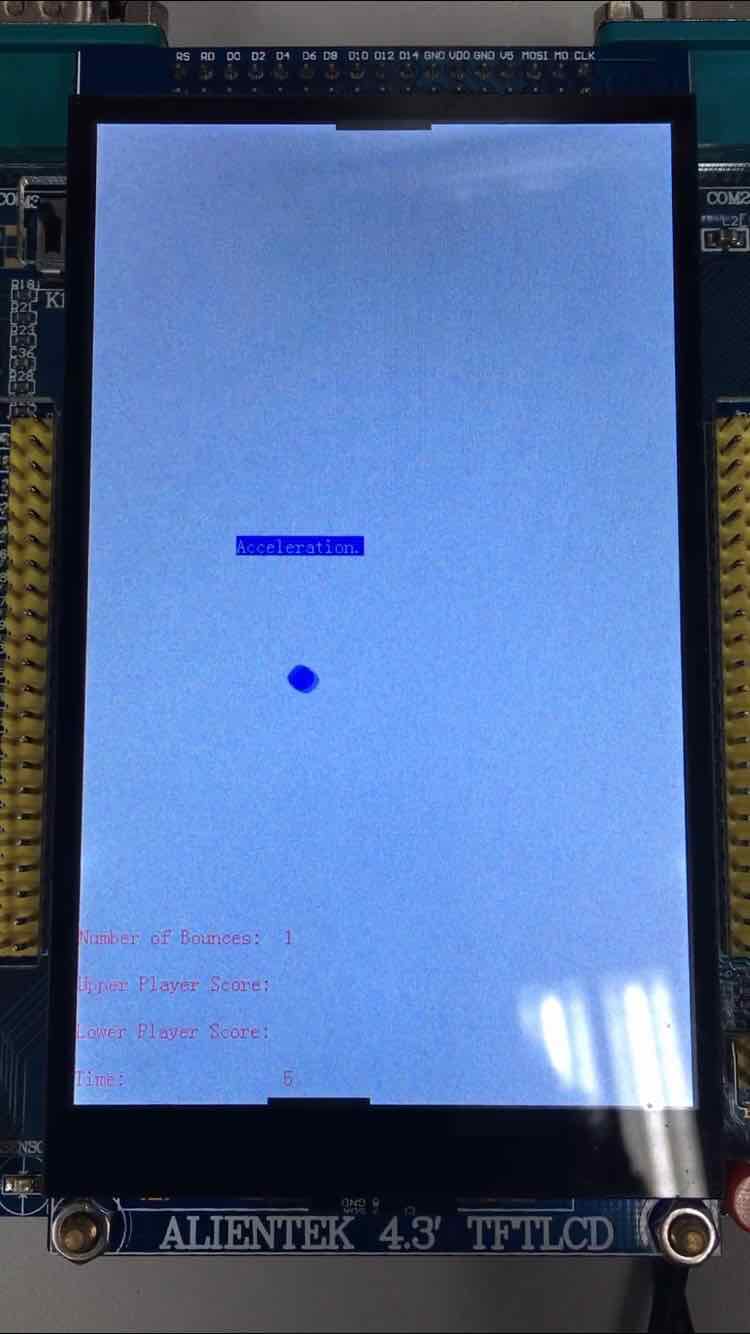 RS RD D0 D2 D4 D6 D8 D10 D12 D14 GND VDD GND V5 MOSI MO CLK
COM3
COM2
L2
R18
K1
R21
R23
C36
R28
Acceleration.
Number of Bounces: 1
Upper Player Score:
Lower Player Score:
Time: 5
GND
ALIENTEK 4.3' TFTLCD